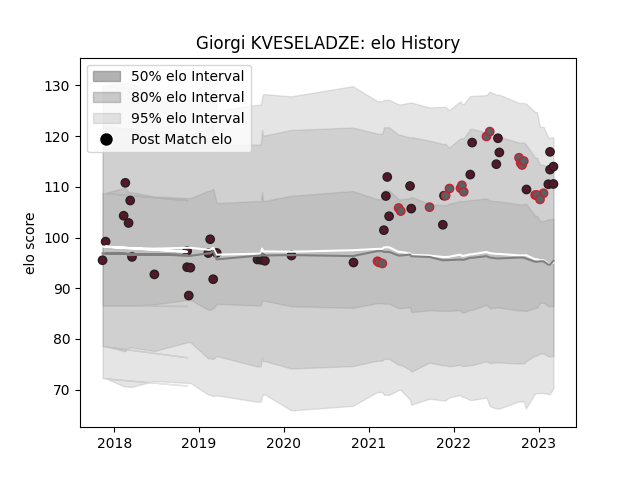 Giorgi KVESELADZE: elo History
50% elo Interval
80% elo Interval
95% elo Interval
Post Match elo
elo score
130
120
110
100
90
80
70
2018 2019 2020 2021 2022 2023